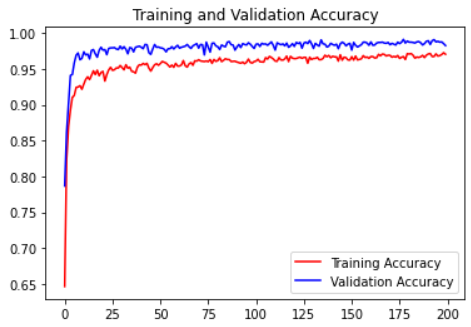 Training and Validation Accuracy
1.00
0.95
0.90
0.85
0.80
0.75
0.70
0.65
Training Accuracy
Validation Accuracy
0 25 50 75 100 125 150 175 200